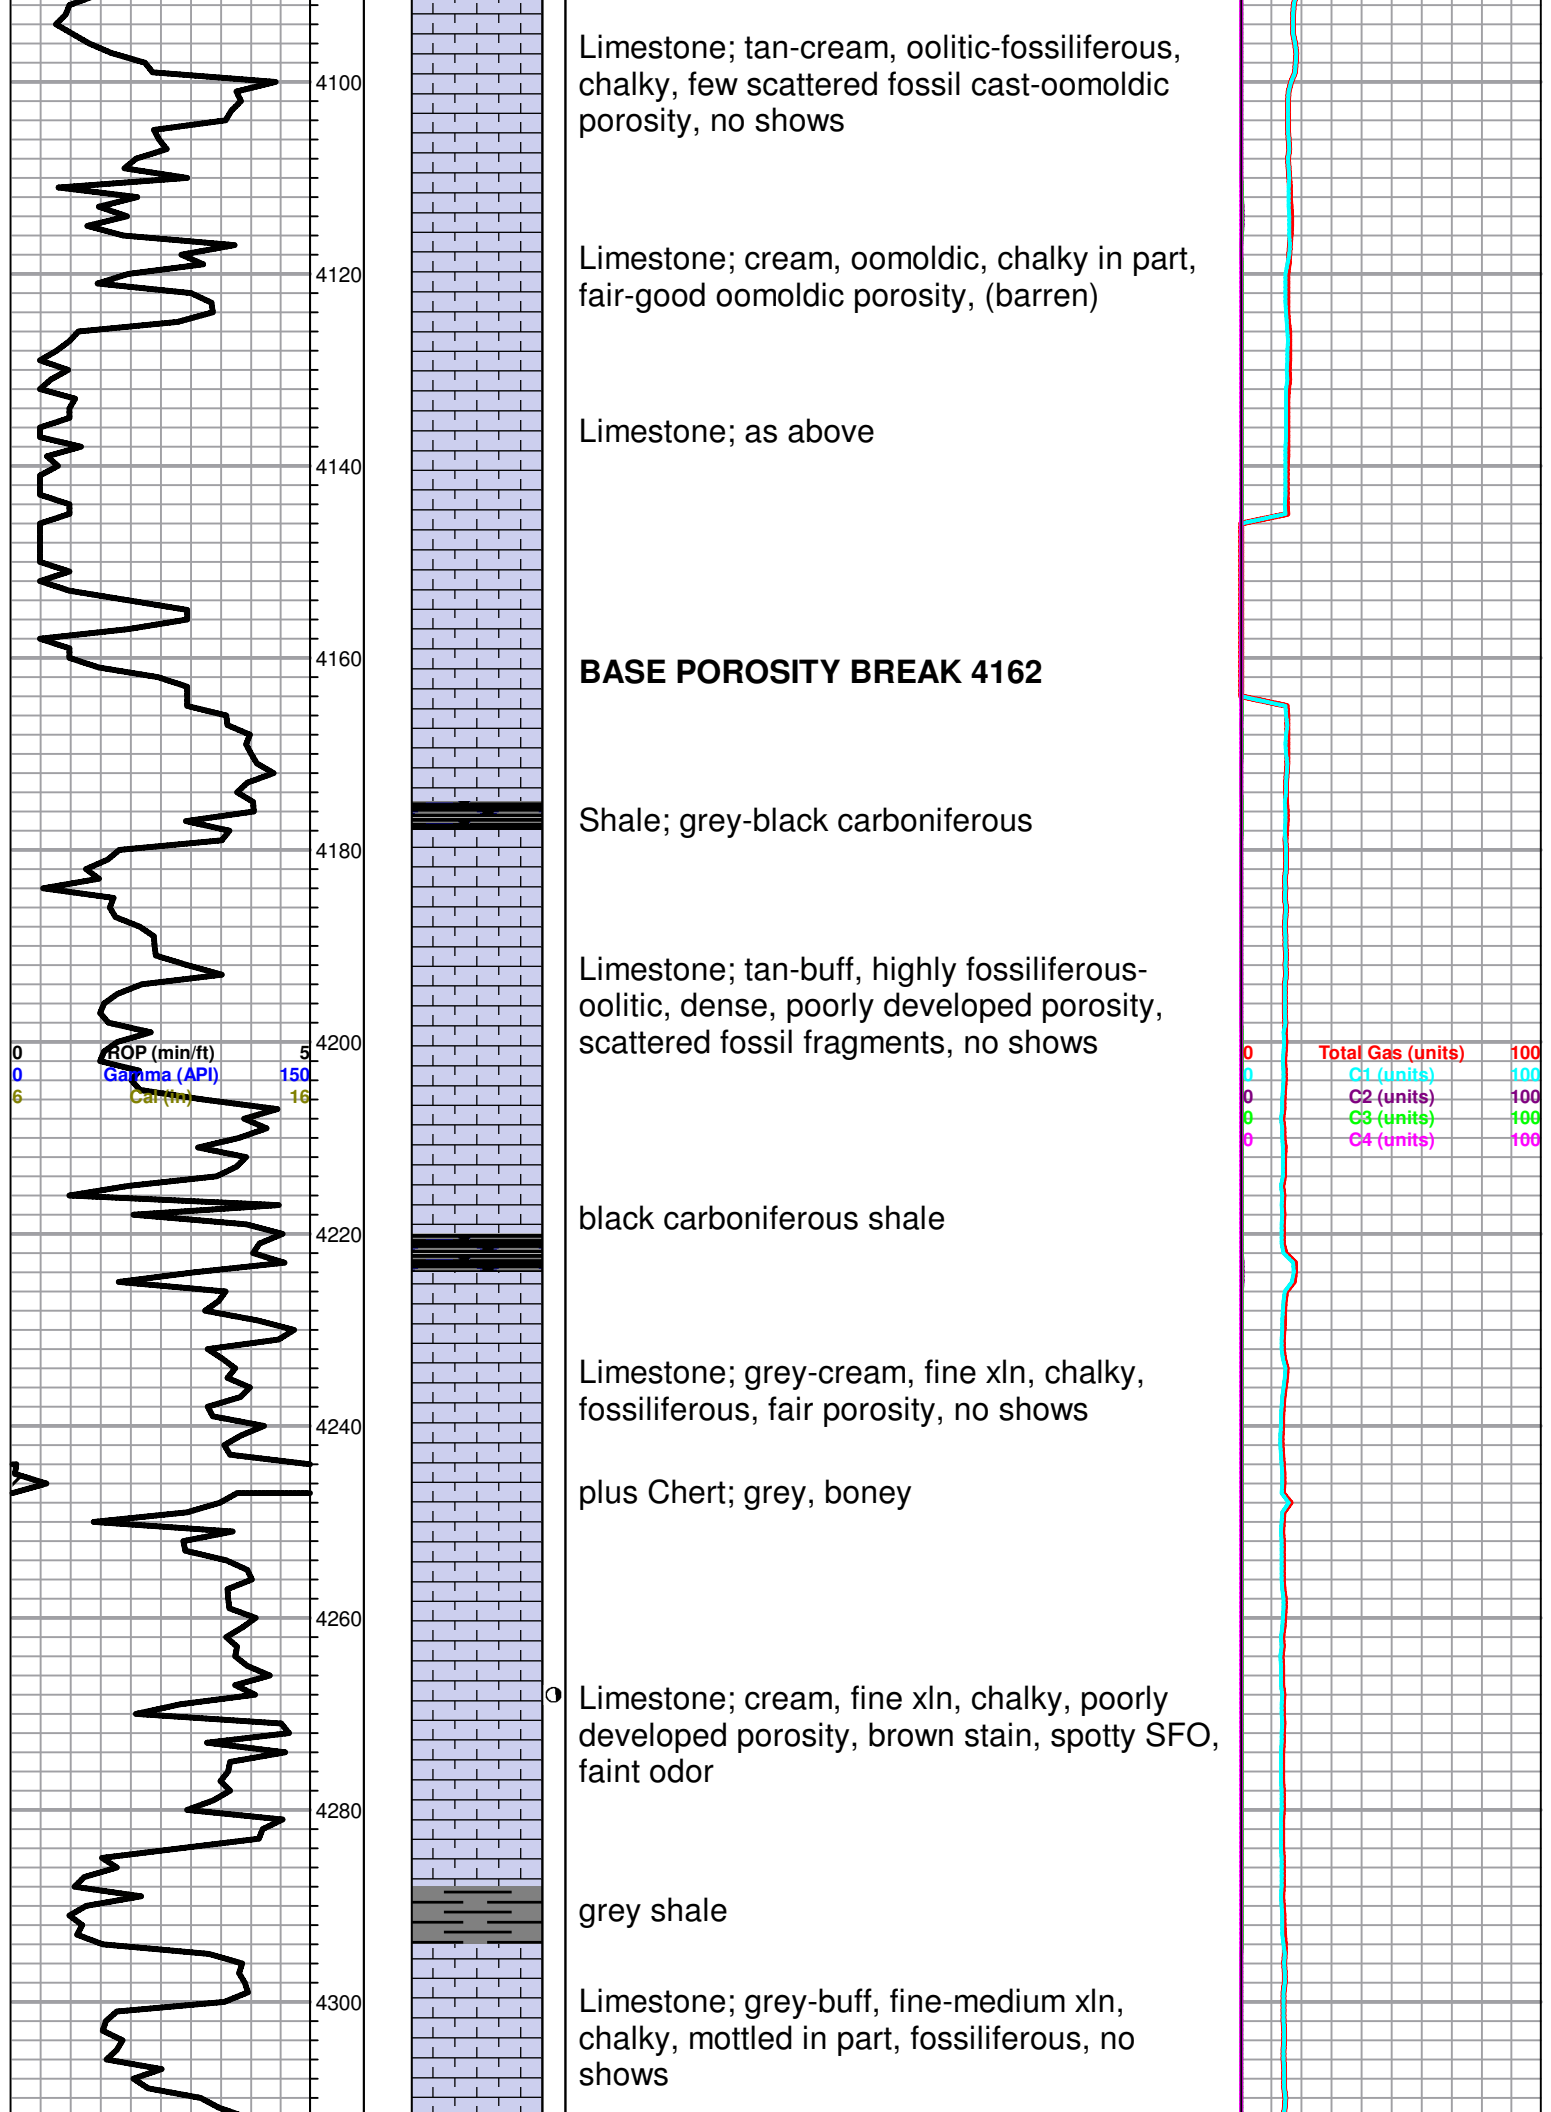 Limestone; tan-cream, oolitic-fossiliferous,
chalky, few scattered fossil cast-oomoldic
porosity, no shows
4100
Limestone; cream, oomoldic, chalky in part,
fair-good oomoldic porosity, (barren)
4120
Limestone; as above
4140
4160
BASE POROSITY BREAK 4162
Shale; grey-black carboniferous
4180
Limestone; tan-buff, highly fossiliferous-
oolitic, dense, poorly developed porosity,
scattered fossil fragments, no shows
4200
0 ROP (min/ft) 5
0 Gamma (API) 150
6 Cal (in) 16
0 Total Gas (units) 100
0 C1 (units) 100
0 C2 (units) 100
0 C3 (units) 100
0 C4 (units) 100
black carboniferous shale
4220
Limestone; grey-cream, fine xln, chalky,
fossiliferous, fair porosity, no shows
4240
plus Chert; grey, boney
4260
Limestone; cream, fine xln, chalky, poorly
developed porosity, brown stain, spotty SFO,
faint odor
4280
grey shale
4300
Limestone; grey-buff, fine-medium xln,
chalky, mottled in part, fossiliferous, no
shows